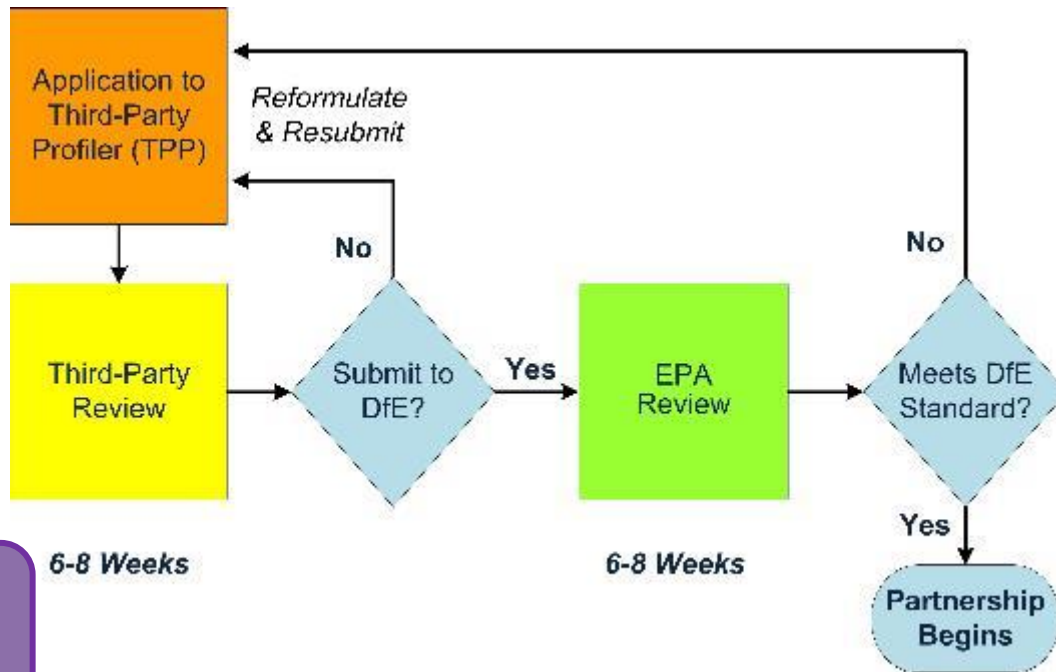 Application to
Third-Party
Profiler (TPP)
Reformulate
& Resubmit
No
No
Third-Party
Review
Submit to
DfE?
Yes
EPA
Review
Meets DfE
Standard?
Yes
6-8 Weeks
6-8 Weeks
Partnership
Begins